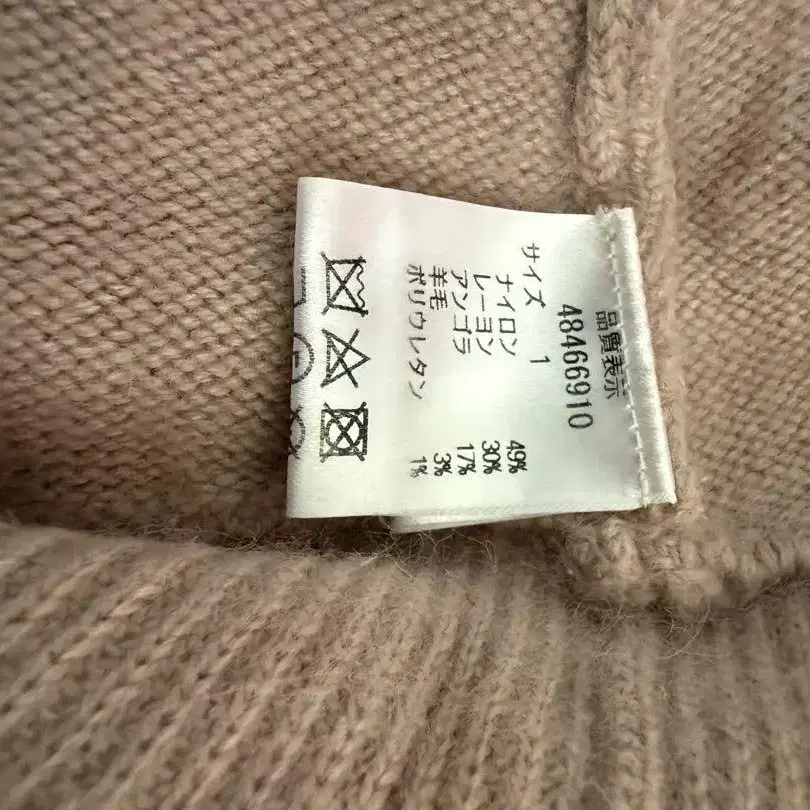 品質表示
48466910
サイズ 1
ナイロン 49%
レーヨン 30%
アンゴラ 17%
羊毛 3%
ポリウレタン 1%